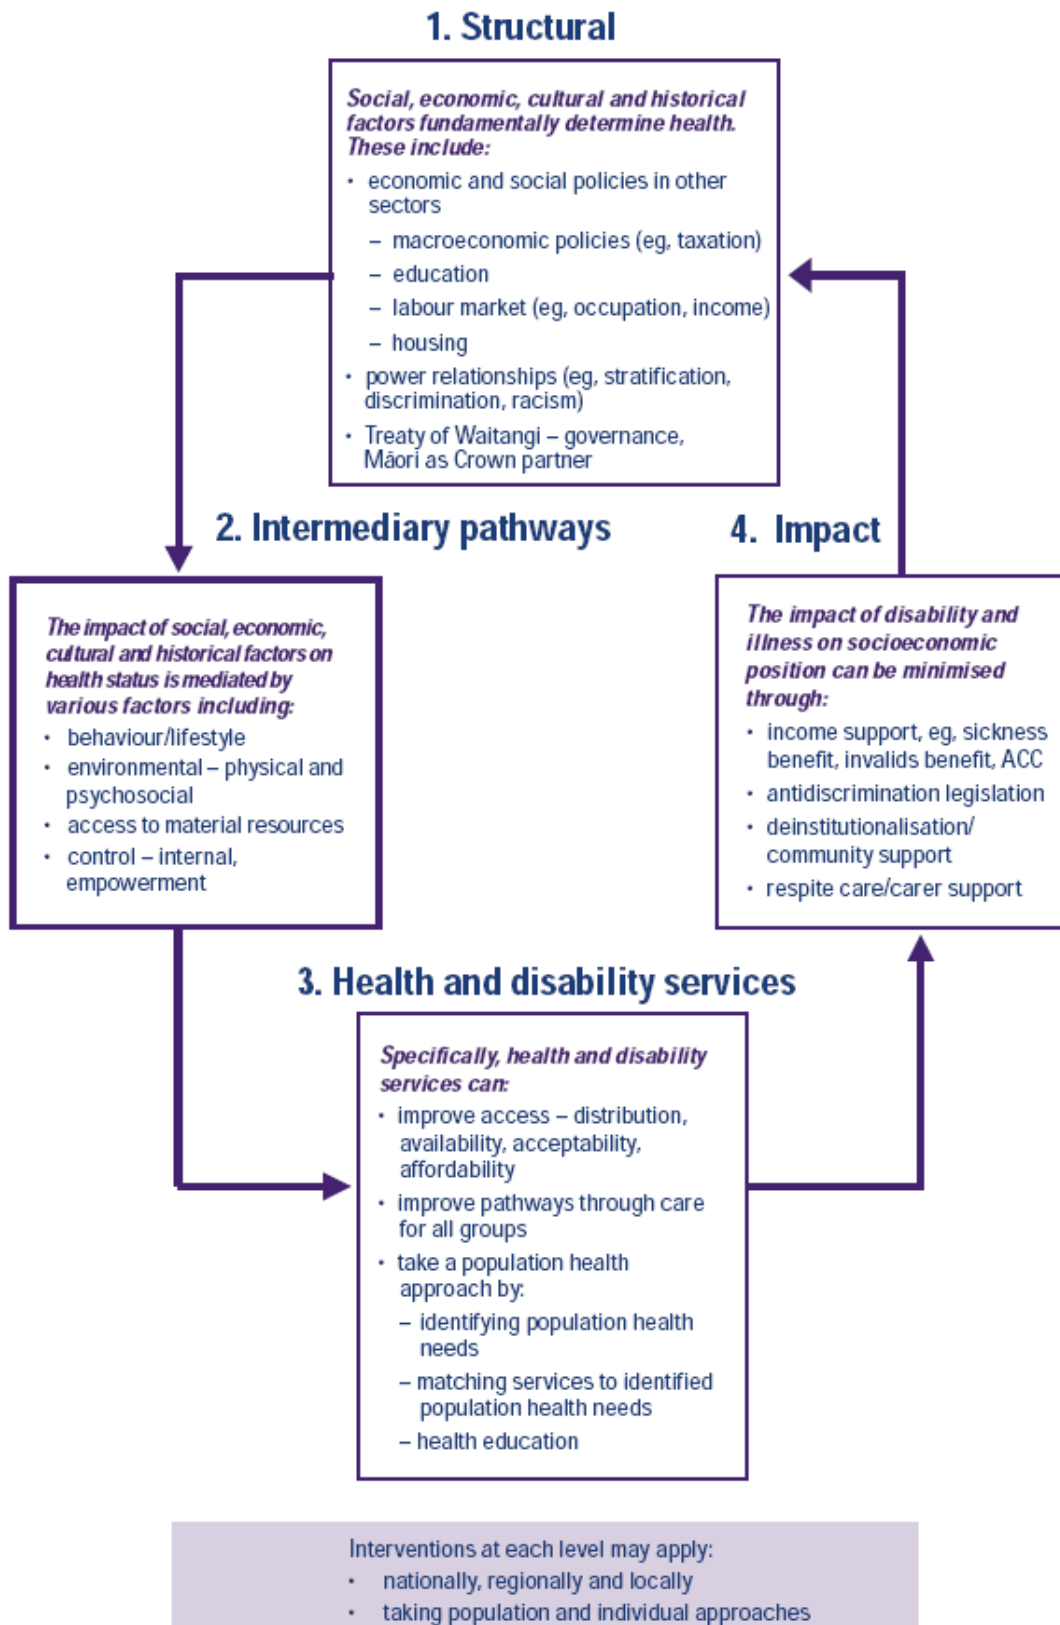 1. Structural
Social, economic, cultural and historical
factors fundamentally determine health.
These include:
• economic and social policies in other
sectors
– macroeconomic policies (eg, taxation)
– education
– labour market (eg, occupation, income)
– housing
• power relationships (eg, stratification,
discrimination, racism)
• Treaty of Waitangi – governance,
Māori as Crown partner
2. Intermediary pathways
The impact of social, economic,
cultural and historical factors on
health status is mediated by
various factors including:
• behaviour/lifestyle
• environmental – physical and
psychosocial
• access to material resources
• control – internal,
empowerment
3. Health and disability services
Specifically, health and disability
services can:
• improve access – distribution,
availability, acceptability,
affordability
• improve pathways through care
for all groups
• take a population health
approach by:
– identifying population health
needs
– matching services to identified
population health needs
– health education
4. Impact
The impact of disability and
illness on socioeconomic
position can be minimised
through:
• income support, eg, sickness
benefit, invalids benefit, ACC
• antidiscrimination legislation
• deinstitutionalisation/
community support
• respite care/carer support
Interventions at each level may apply:
• nationally, regionally and locally
• taking population and individual approaches